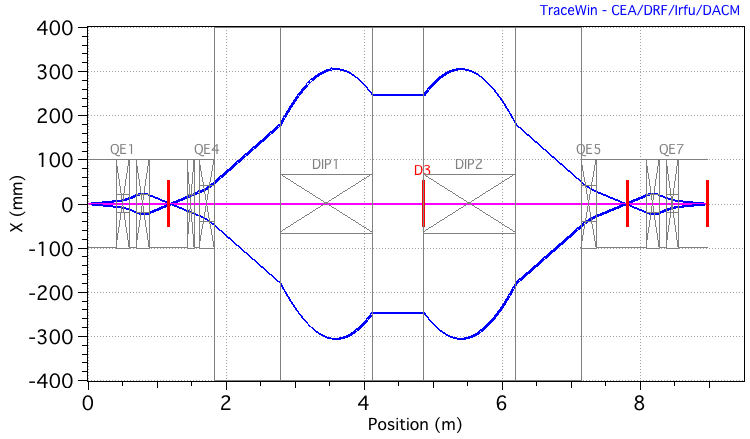 TraceWin - CEA/DRF/Irfu/DACM
400
300
200
100
0
-100
-200
-300
-400
X (mm)
QE1
QE4
DIP1
D3
DIP2
QE5
QE7
0
2
4
6
8
Position (m)